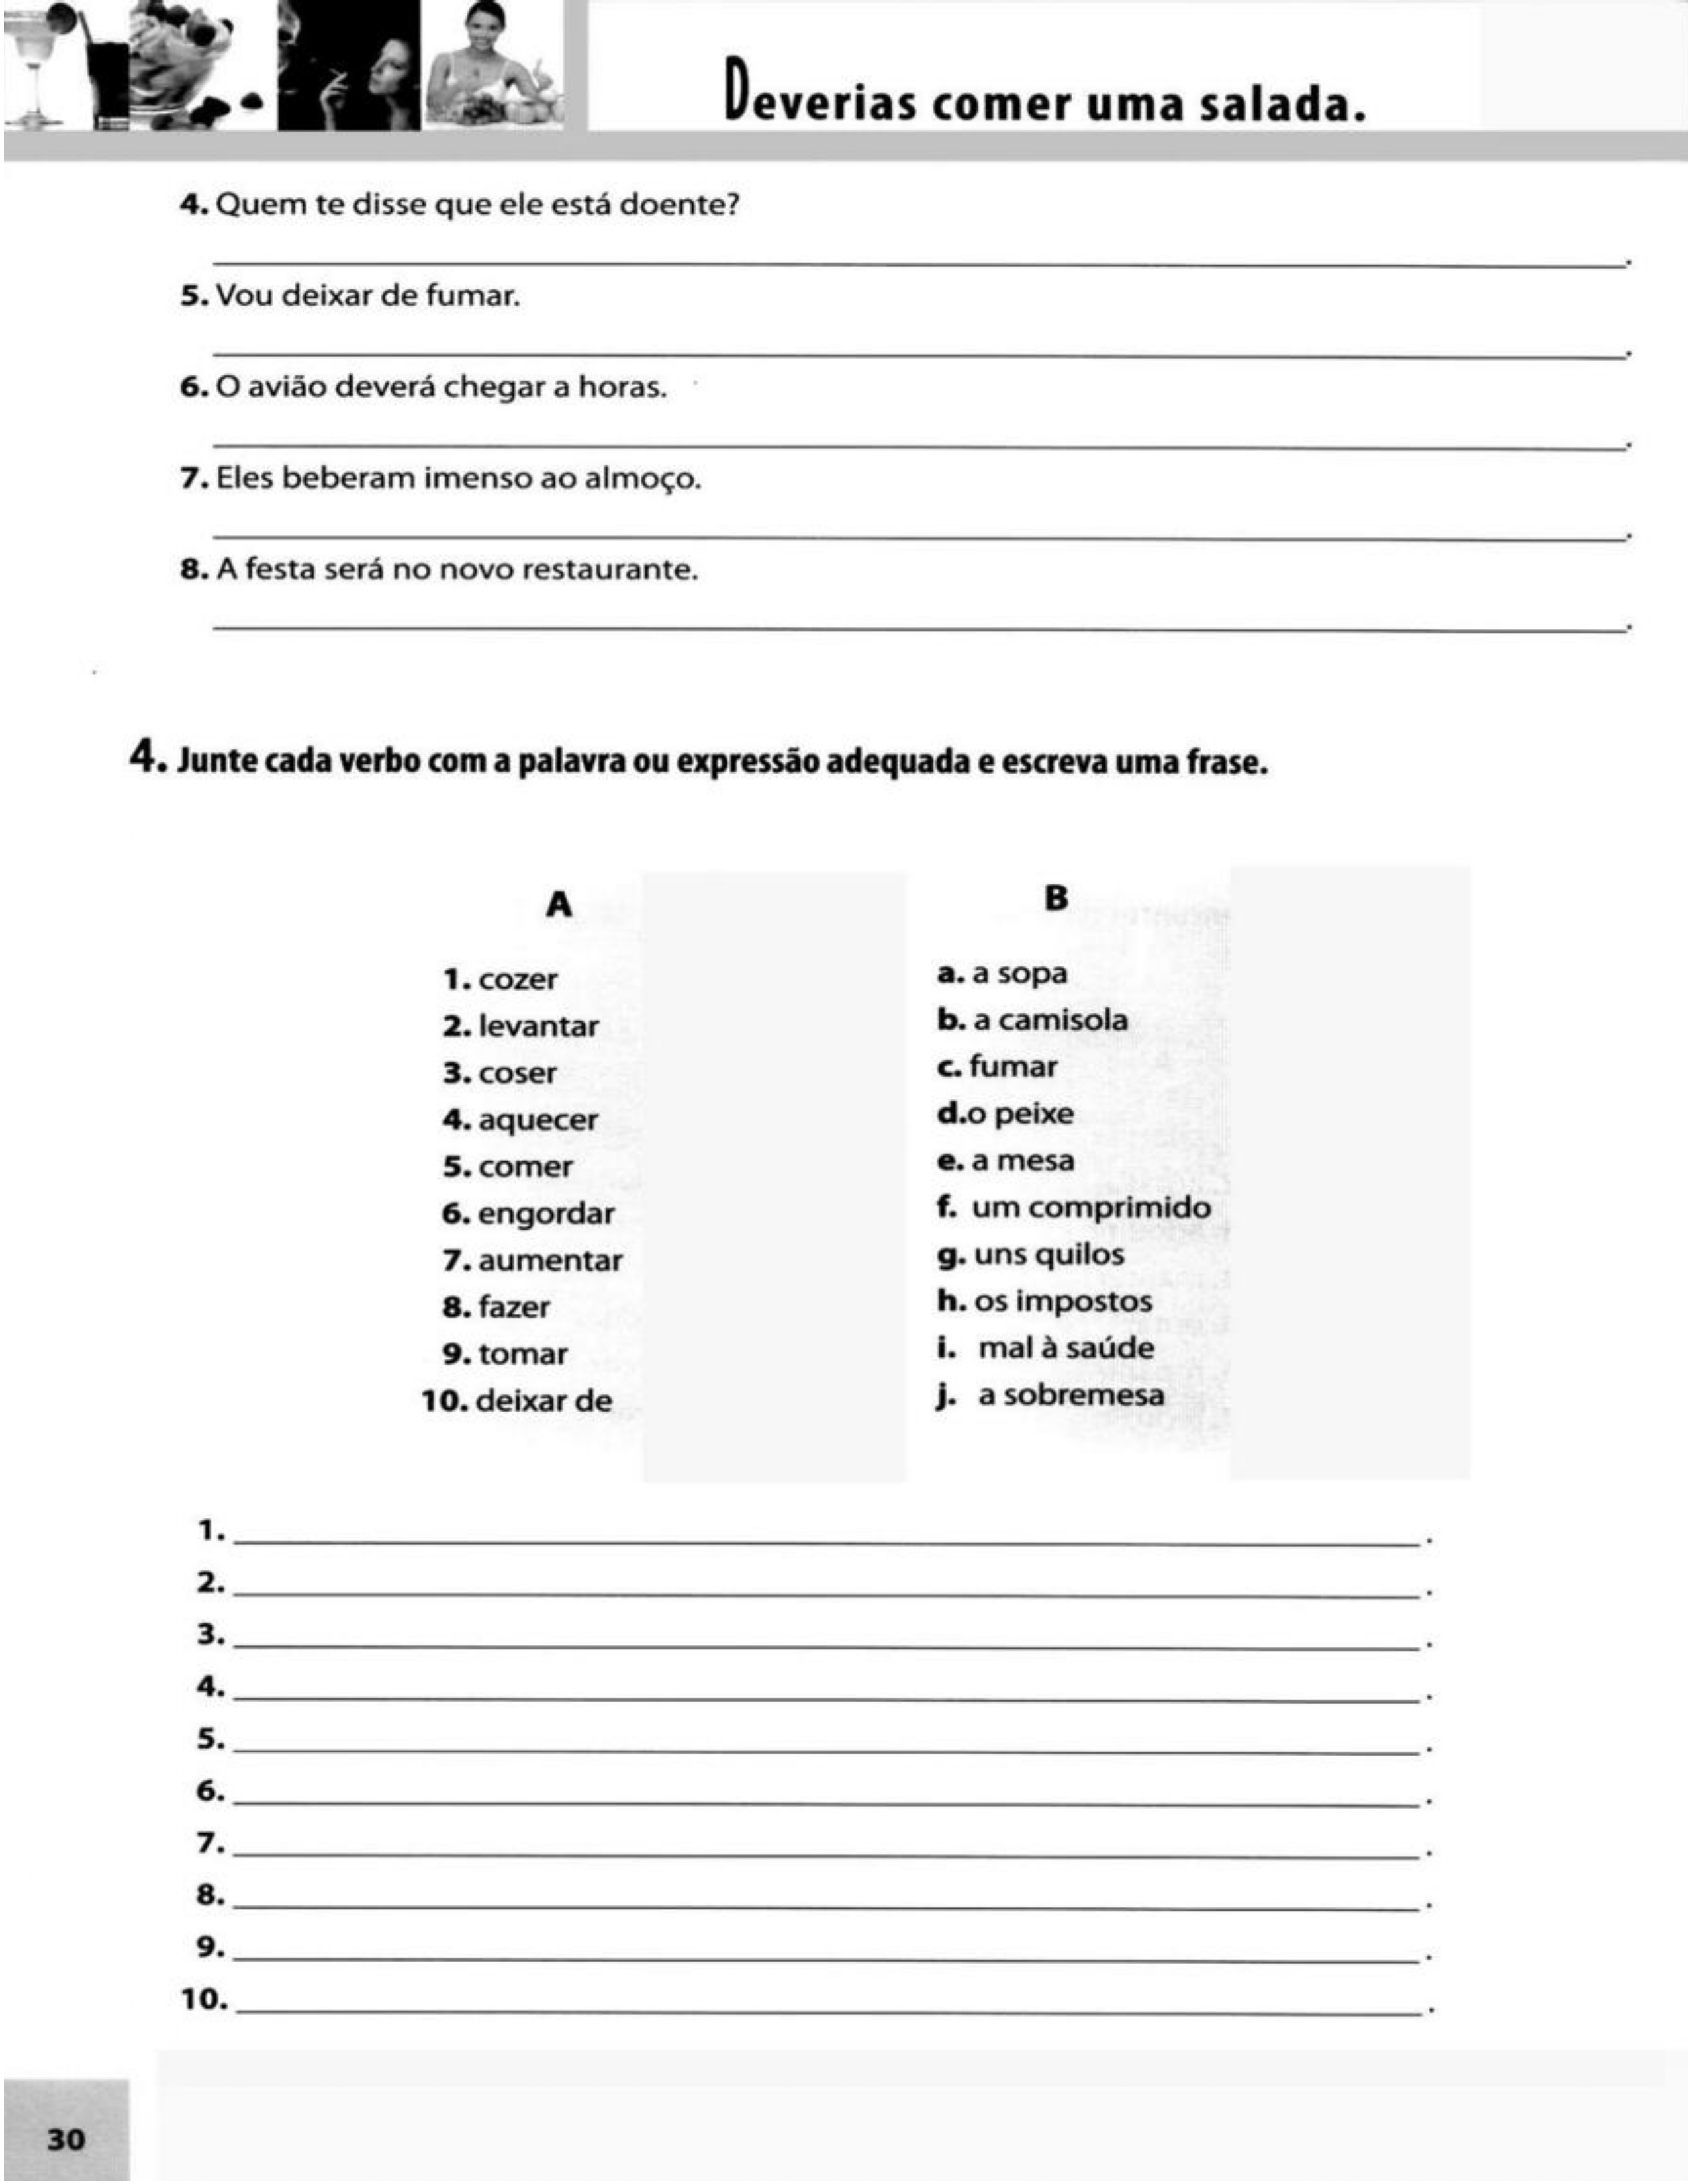 Deverias comer uma salada.
4. Quem te disse que ele está doente?
.
5. Vou deixar de fumar.
.
6. O avião deverá chegar a horas.
.
7. Eles beberam imenso ao almoço.
.
8. A festa será no novo restaurante.
.
4. Junte cada verbo com a palavra ou expressão adequada e escreva uma frase.
A
1. cozer
2. levantar
3. coser
4. aquecer
5. comer
6. engordar
7. aumentar
8. fazer
9. tomar
10. deixar de
B
a. a sopa
b. a camisola
c. fumar
d.o peixe
e. a mesa
f. um comprimido
g. uns quilos
h. os impostos
i. mal à saúde
j. a sobremesa
1. .
2. .
3. .
4. .
5. .
6. .
7. .
8. .
9. .
10. .
30